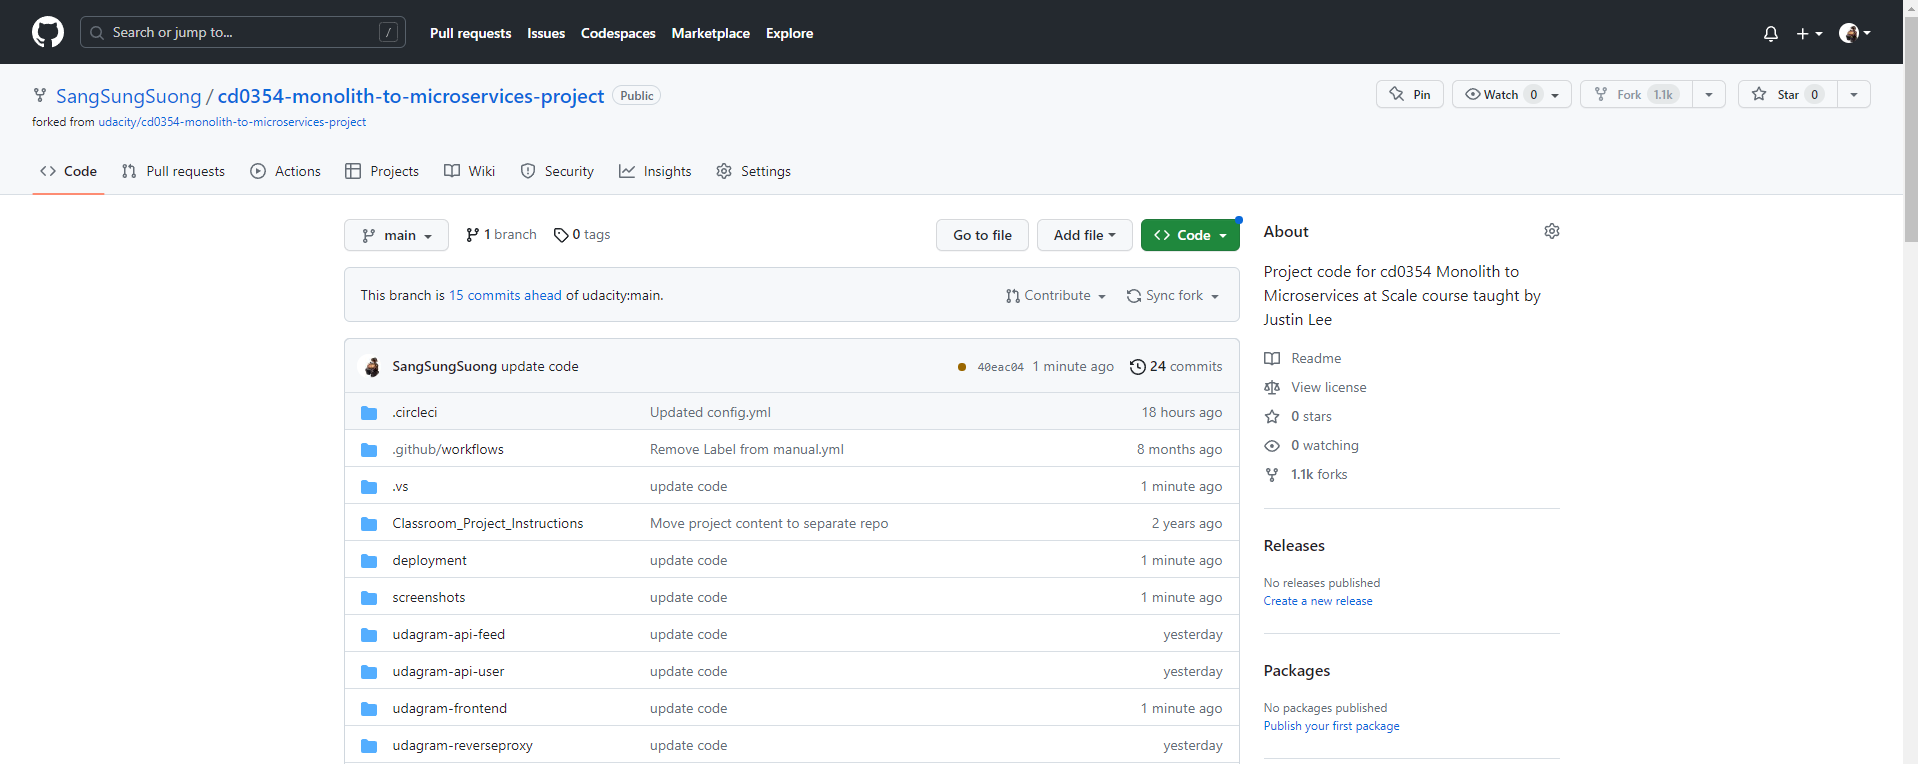 Search or jump to... /
Pull requests Issues Codespaces Marketplace Explore
SangSungSuong / cd0354-monolith-to-microservices-project Public
Pin Watch 0 Fork 1.1k Star 0
forked from udacity/cd0354-monolith-to-microservices-project
Code Pull requests Actions Projects Wiki Security Insights Settings
main 1 branch 0 tags Go to file Add file Code
This branch is 15 commits ahead of udacity:main. Contribute Sync fork
SangSungSuong update code 40eac04 1 minute ago 24 commits
.circleci Updated config.yml 18 hours ago
.github/workflows Remove Label from manual.yml 8 months ago
.vs update code 1 minute ago
Classroom_Project_Instructions Move project content to separate repo 2 years ago
deployment update code 1 minute ago
screenshots update code 1 minute ago
udagram-api-feed update code yesterday
udagram-api-user update code yesterday
udagram-frontend update code 1 minute ago
udagram-reverseproxy update code yesterday
About
Project code for cd0354 Monolith to
Microservices at Scale course taught by
Justin Lee
Readme
View license
0 stars
0 watching
1.1k forks
Releases
No releases published
Create a new release
Packages
No packages published
Publish your first package